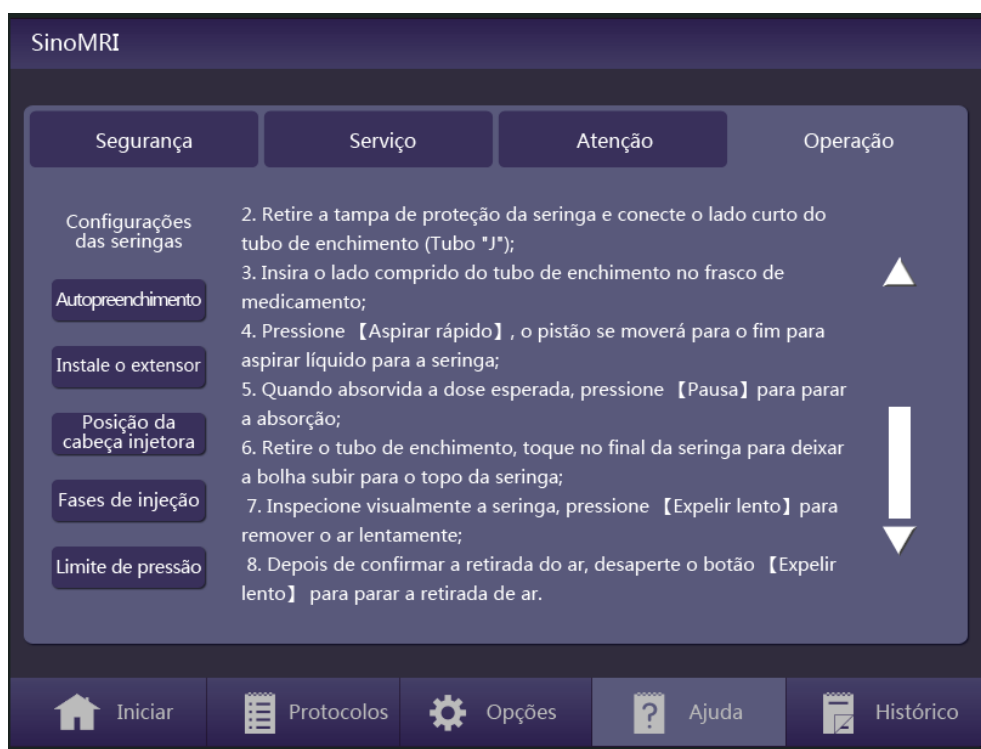 SinoMRI
Segurança
Serviço
Atenção
Operação
Configurações
das seringas
Autopreenchimento
Instale o extensor
Posição da
cabeça injetora
Fases de injeção
Limite de pressão
2. Retire a tampa de proteção da seringa e conecte o lado curto do
tubo de enchimento (Tubo "J");
3. Insira o lado comprido do tubo de enchimento no frasco de
medicamento;
4. Pressione 【Aspirar rápido】, o pistão se moverá para o fim para
aspirar líquido para a seringa;
5. Quando absorvida a dose esperada, pressione 【Pausa】 para parar
a absorção;
6. Retire o tubo de enchimento, toque no final da seringa para deixar
a bolha subir para o topo da seringa;
7. Inspecione visualmente a seringa, pressione 【Expelir lento】 para
remover o ar lentamente;
8. Depois de confirmar a retirada do ar, desaperte o botão 【Expelir
lento】 para parar a retirada de ar.
Iniciar
Protocolos
Opções
? Ajuda
Histórico